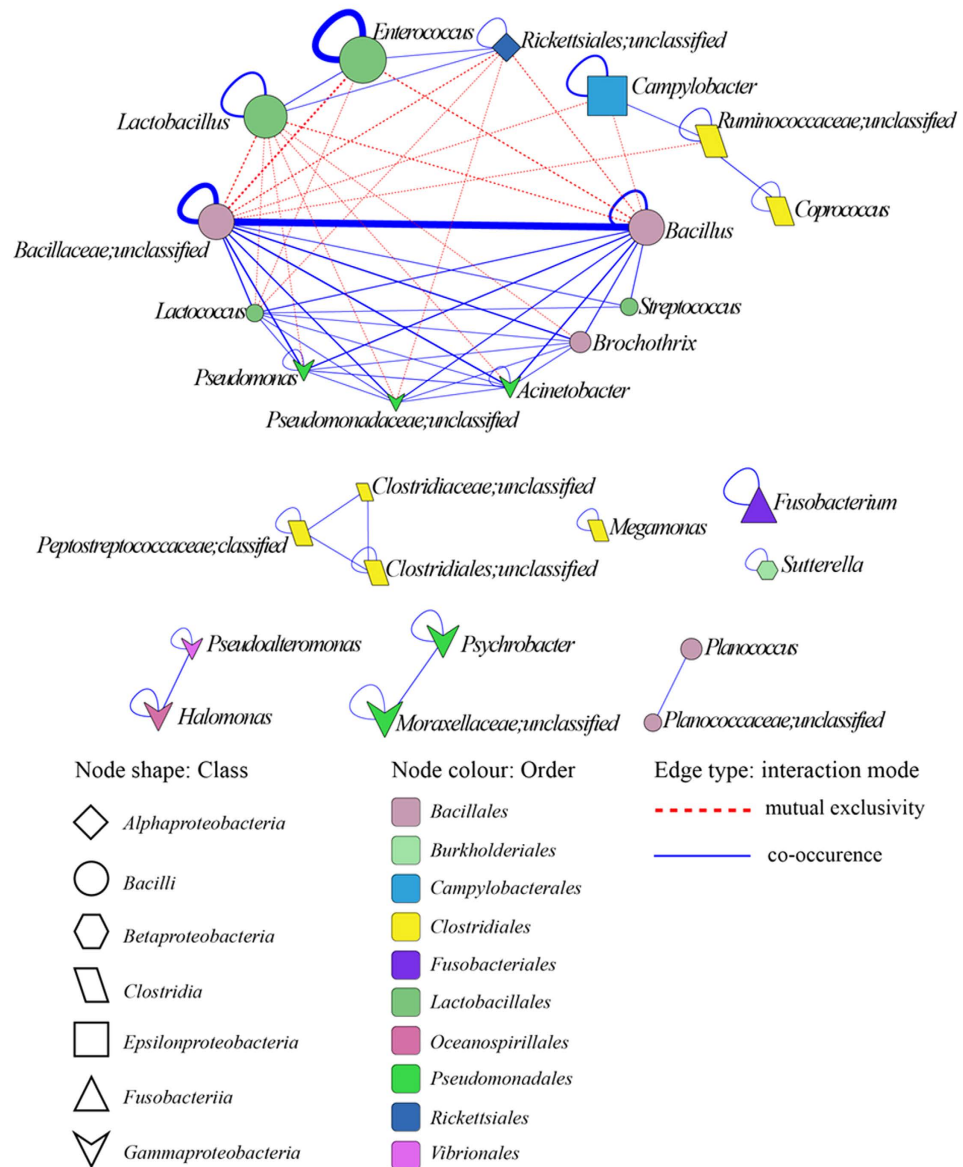 Enterococcus
Rickettsiales;unclassified
Campylobacter
Lactobacillus
Ruminococcaceae;unclassified
Coprococcus
Bacillaceae;unclassified
Bacillus
Lactococcus
Streptococcus
Brochothrix
Pseudomonas
Acinetobacter
Pseudomonadaceae;unclassified
Clostridiaceae;unclassified
Fusobacterium
Megamonas
Peptostreptococcaceae;classified
Clostridiales;unclassified
Sutterella
Pseudoalteromonas
Psychrobacter
Planococcus
Halomonas
Moraxellaceae;unclassified
Planococcaceae;unclassified
Node shape: Class
Alphaproteobacteria
Bacilli
Betaproteobacteria
Clostridia
Epsilonproteobacteria
Fusobacteriia
Gammaproteobacteria
Node colour: Order
Bacillales
Burkholderiales
Campylobacterales
Clostridiales
Fusobacteriales
Lactobacillales
Oceanospirillales
Pseudomonadales
Rickettsiales
Vibrionales
Edge type: interaction mode
mutual exclusivity
co-occurence